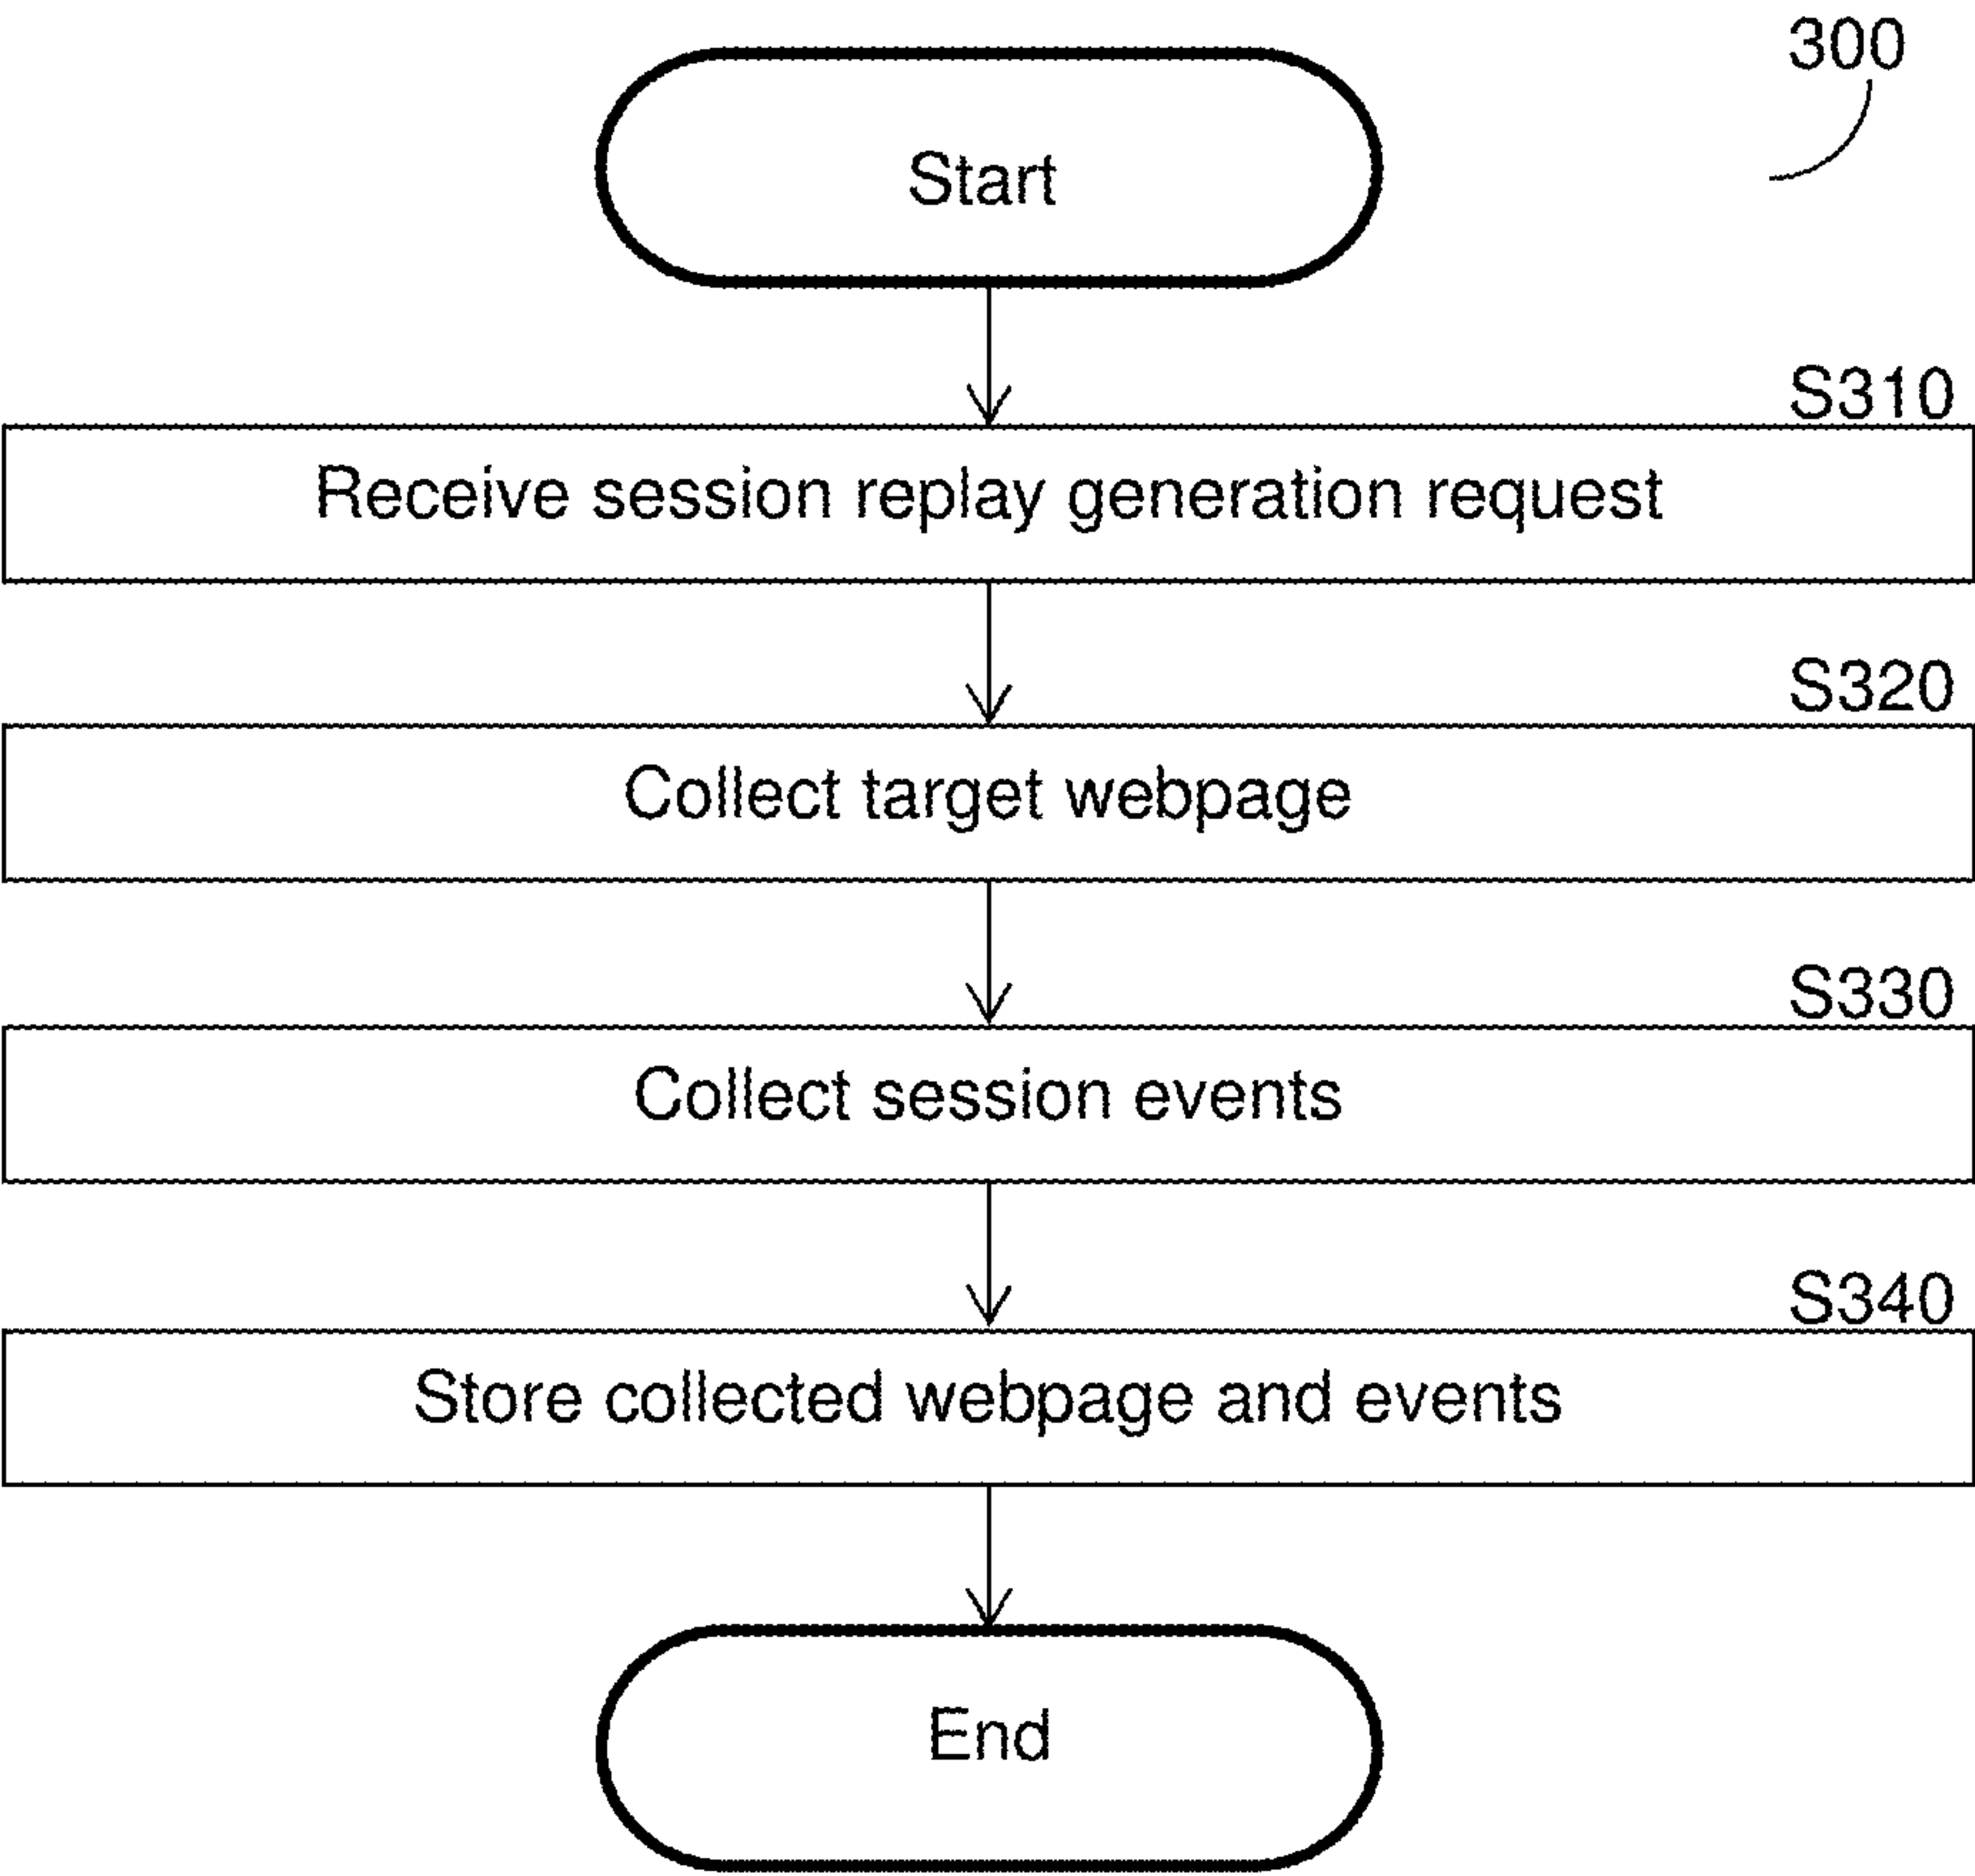 300
Start
S310
Receive session replay generation request
S320
Collect target webpage
S330
Collect session events
S340
Store collected webpage and events
End